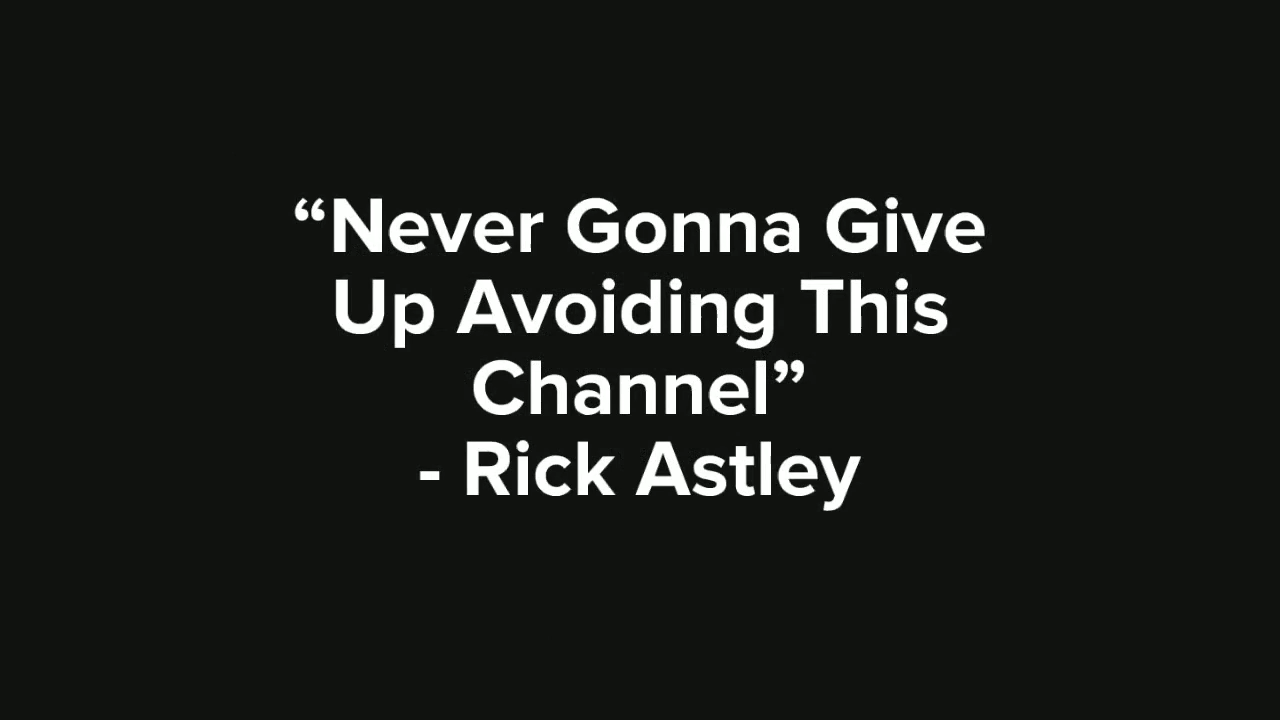 “Never Gonna Give
Up Avoiding This
Channel”
- Rick Astley